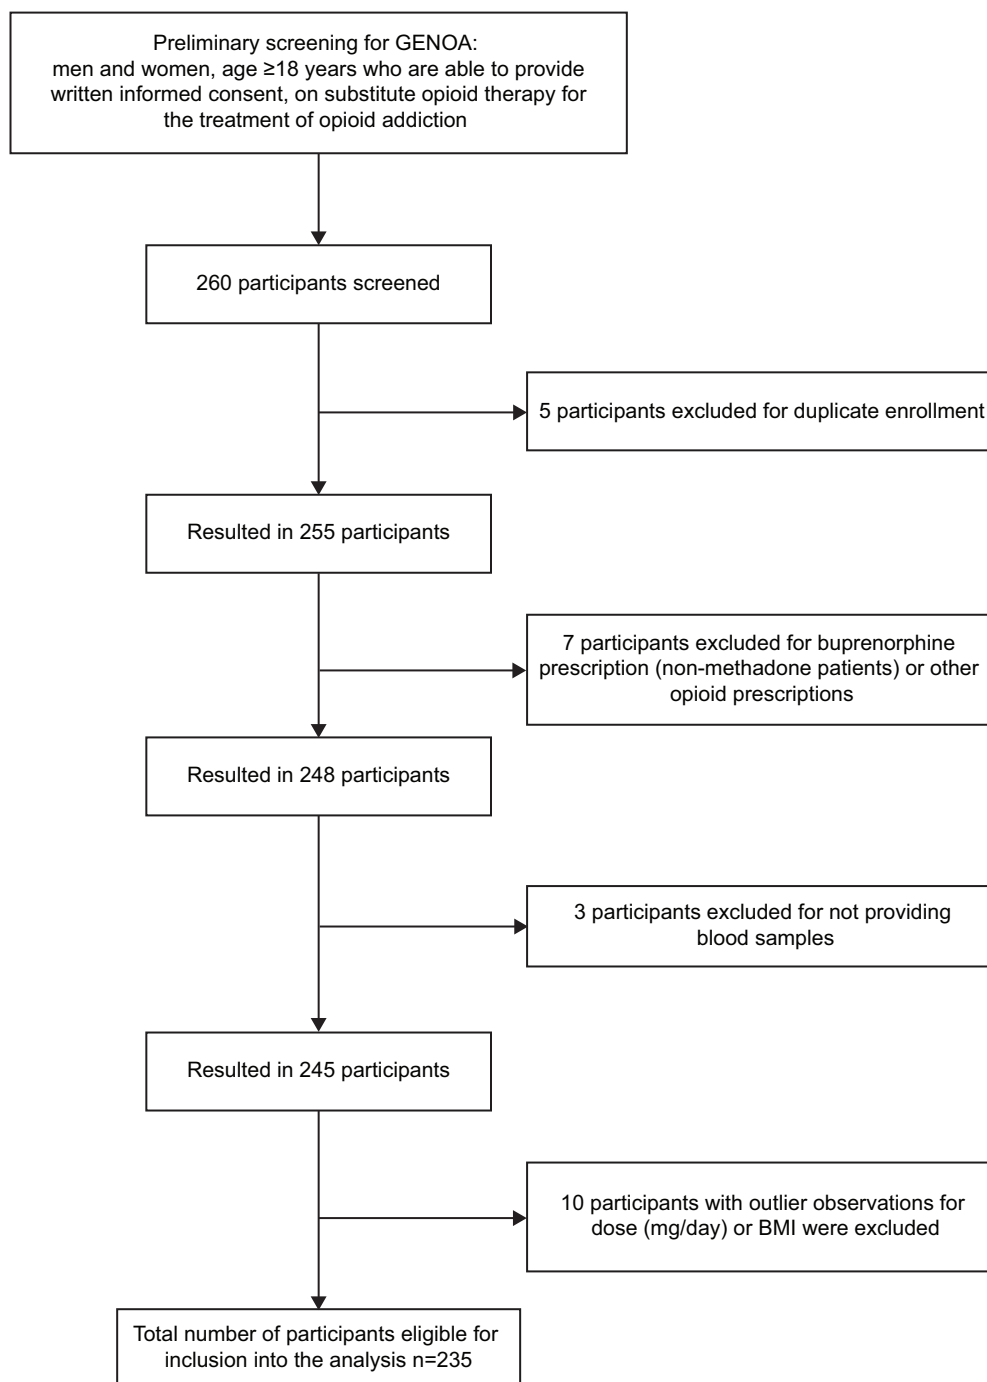 Preliminary screening for GENOA:
men and women, age ≥18 years who are able to provide
written informed consent, on substitute opioid therapy for
the treatment of opioid addiction
260 participants screened
5 participants excluded for duplicate enrollment
Resulted in 255 participants
7 participants excluded for buprenorphine
prescription (non-methadone patients) or other
opioid prescriptions
Resulted in 248 participants
3 participants excluded for not providing
blood samples
Resulted in 245 participants
10 participants with outlier observations for
dose (mg/day) or BMI were excluded
Total number of participants eligible for
inclusion into the analysis n=235